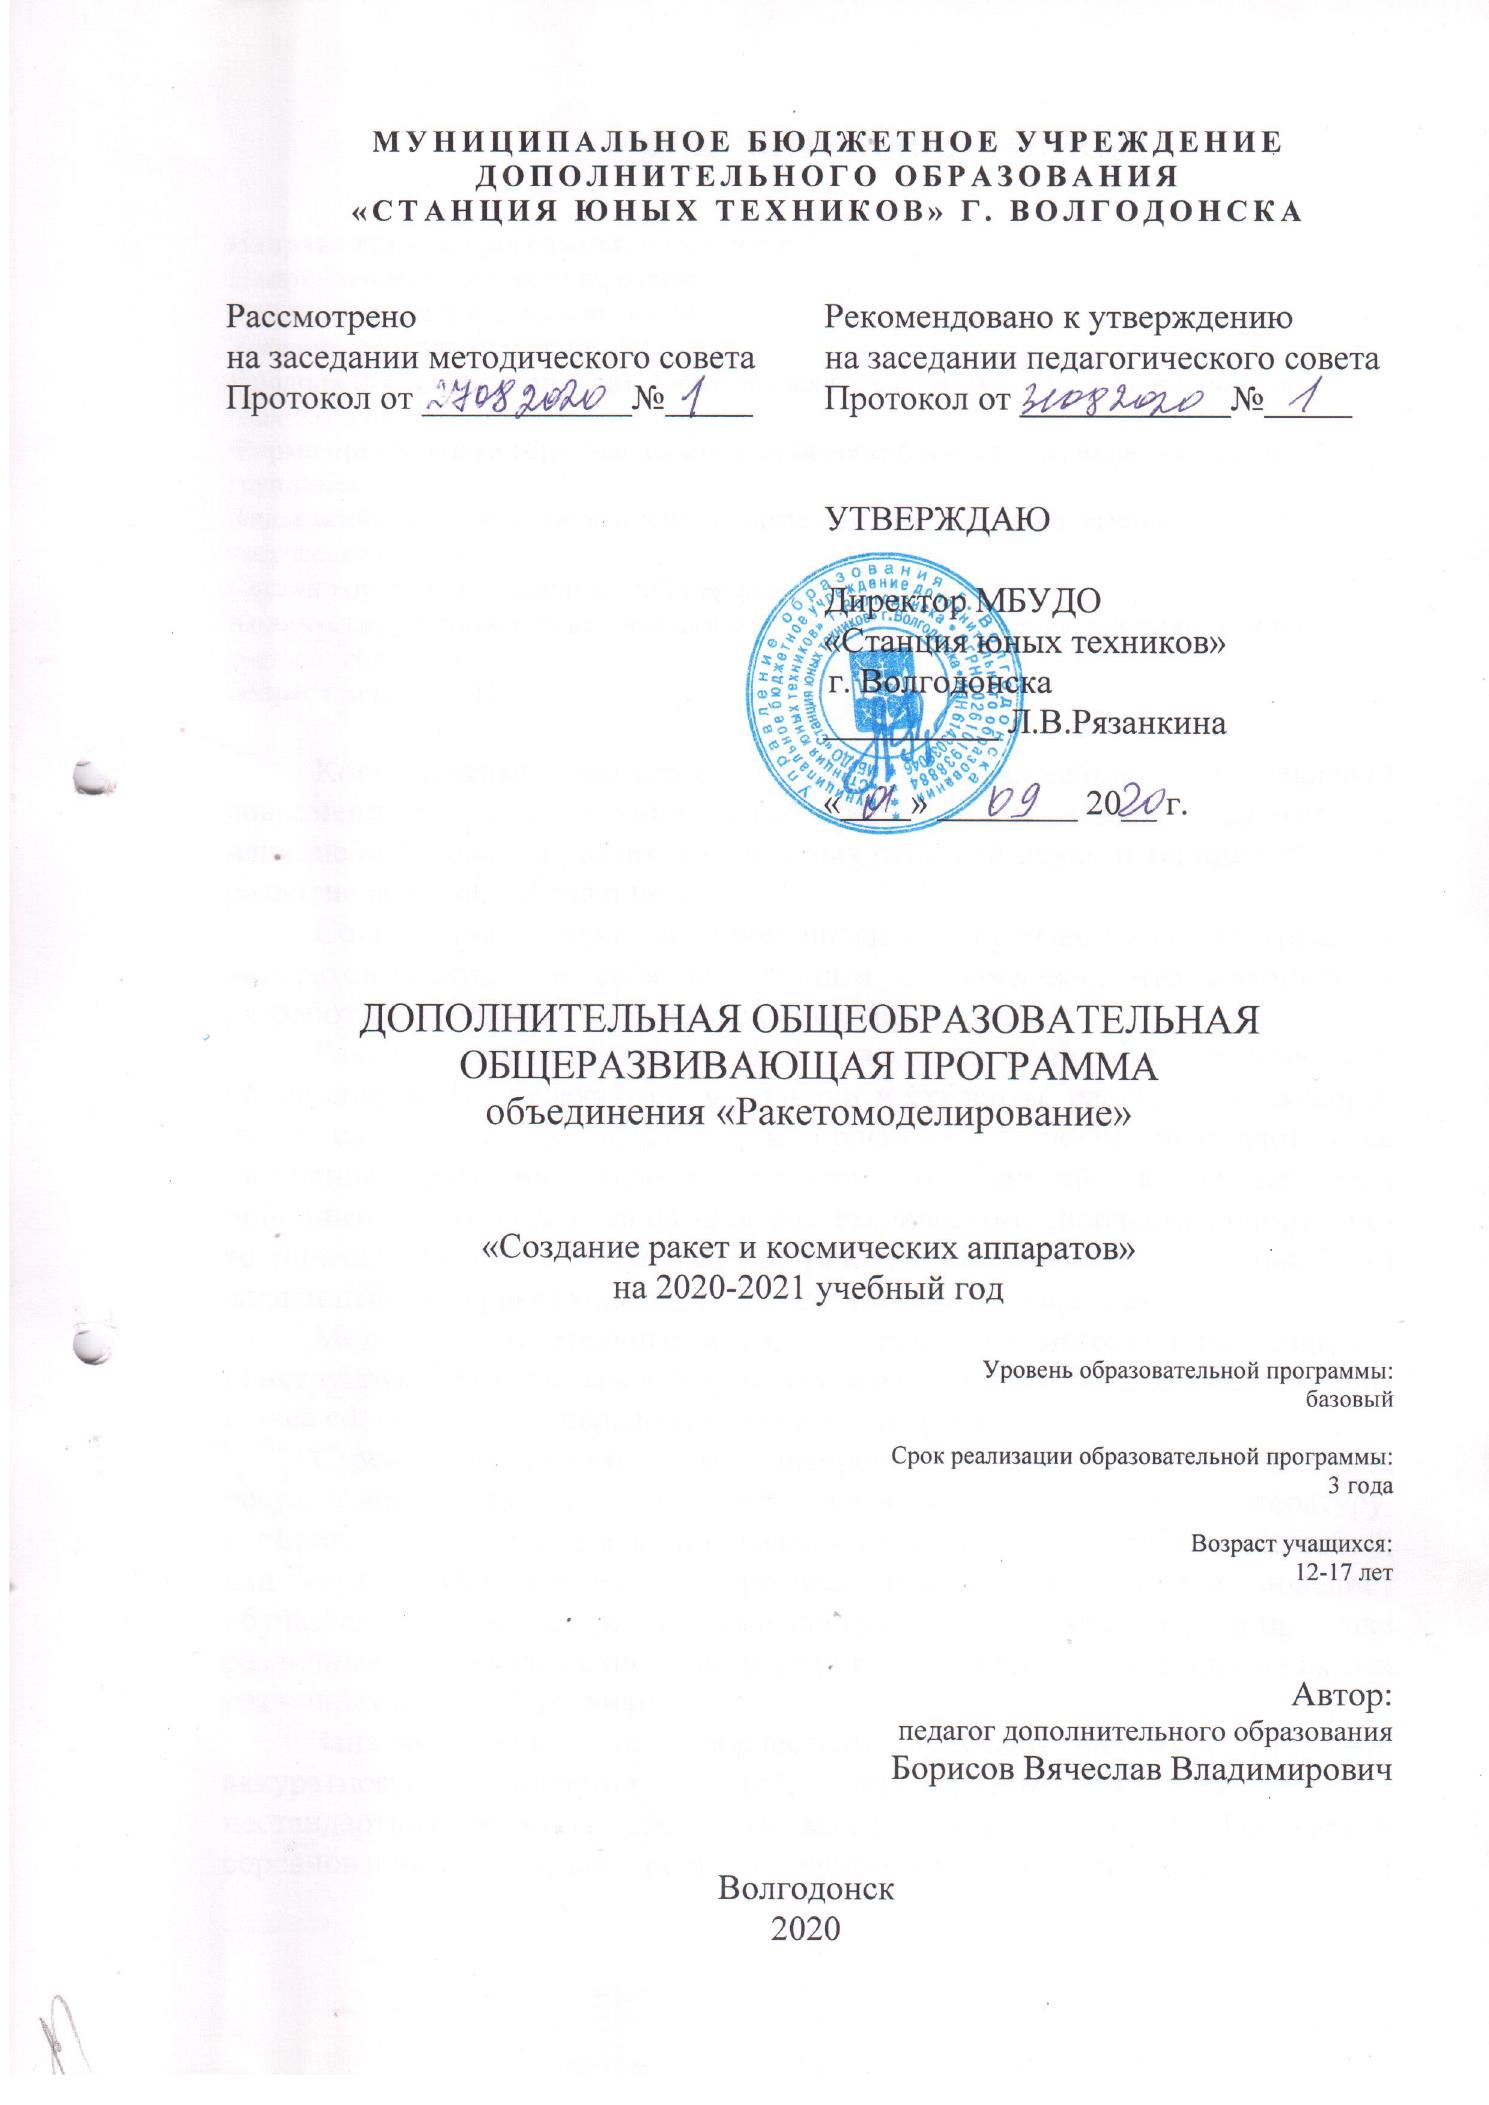 МУНИЦИПАЛЬНОЕ БЮДЖЕТНОЕ УЧРЕЖДЕНИЕ
ДОПОЛНИТЕЛЬНОГО ОБРАЗОВАНИЯ
«СТАНЦИЯ ЮНЫХ ТЕХНИКОВ» Г. ВОЛГОДОНСКА
Рассмотрено
на заседании методического совета
Протокол от 27 08 2020 № 1
Рекомендовано к утверждению
на заседании педагогического совета
Протокол от 31 08 2020 № 1
УТВЕРЖДАЮ
Директор МБУДО
«Станция юных техников»
г. Волгодонска
Л.В.Рязанкина
« 01 » 09 2020 г.
ДОПОЛНИТЕЛЬНАЯ ОБЩЕОБРАЗОВАТЕЛЬНАЯ
ОБЩЕРАЗВИВАЮЩАЯ ПРОГРАММА
объединения «Ракетомоделирование»
«Создание ракет и космических аппаратов»
на 2020-2021 учебный год
Уровень образовательной программы:
базовый
Срок реализации образовательной программы:
3 года
Возраст учащихся:
12-17 лет
Автор:
педагог дополнительного образования
Борисов Вячеслав Владимирович
Волгодонск
2020